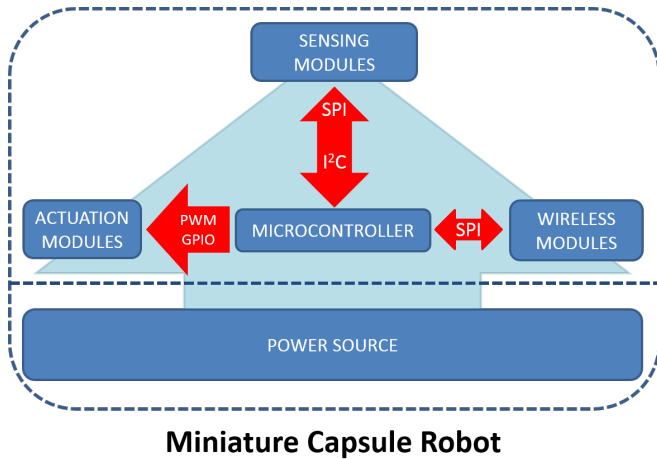 SENSING
MODULES
SPI
I²C
ACTUATION
MODULES
PWM
GPIO
MICROCONTROLLER
SPI
WIRELESS
MODULES
POWER SOURCE
Miniature Capsule Robot